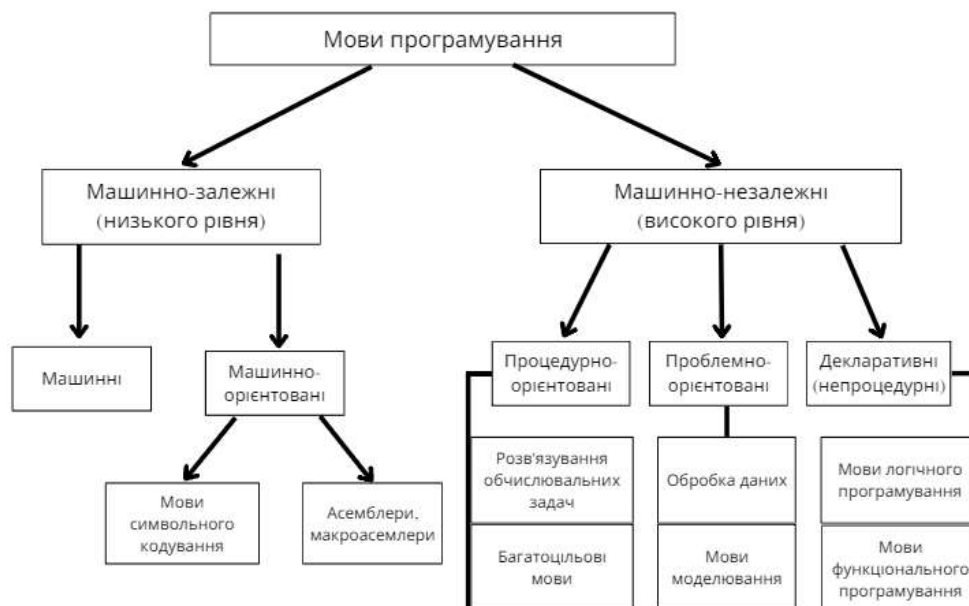 Мови програмування
Машинно-залежні
(низького рівня)
Машинно-незалежні
(високого рівня)
Машинні
Машинно-
орієнтовані
Процедурно-
орієнтовані
Проблемно-
орієнтовані
Декларативні
(непроцедурні)
Мови
символьного
кодування
Асемблери,
макроасемлери
Розв'язування
обчислювальних
задач
Обробка даних
Мови логічного
програмування
Багатоцільові
мови
Мови
моделювання
Мови
функціонального
програмування